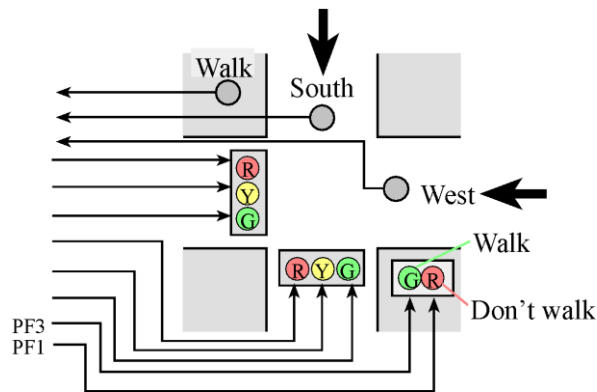 Walk
South
R
Y
G
West
R Y G
Walk
G R
Don't walk
PF3
PF1